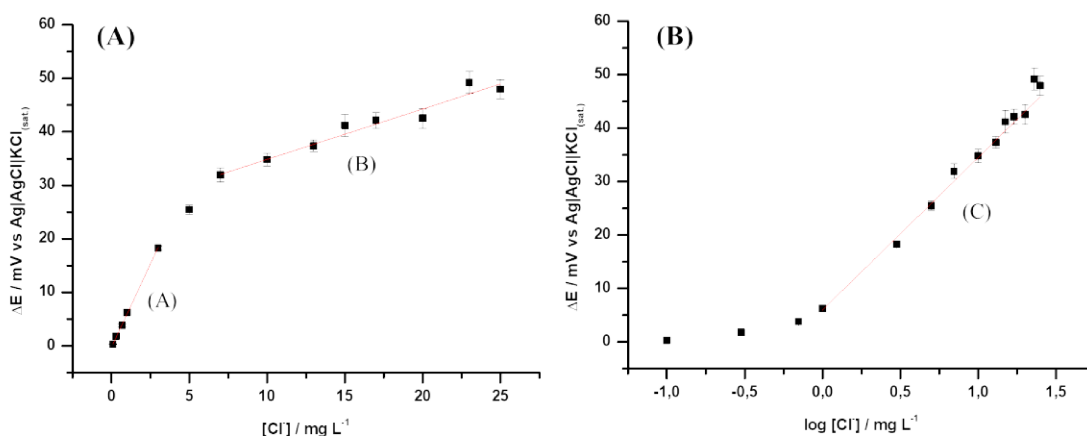 (A)
ΔE / mV vs Ag|AgCl|KCl(sat.)
60
50
40
30
20
10
0
(A)
(B)
0 5 10 15 20 25
[Cl⁻] / mg L⁻¹
(B)
ΔE / mV vs Ag|AgCl|KCl(sat.)
60
50
40
30
20
10
0
(C)
-1,0 -0,5 0,0 0,5 1,0 1,5
log [Cl⁻] / mg L⁻¹